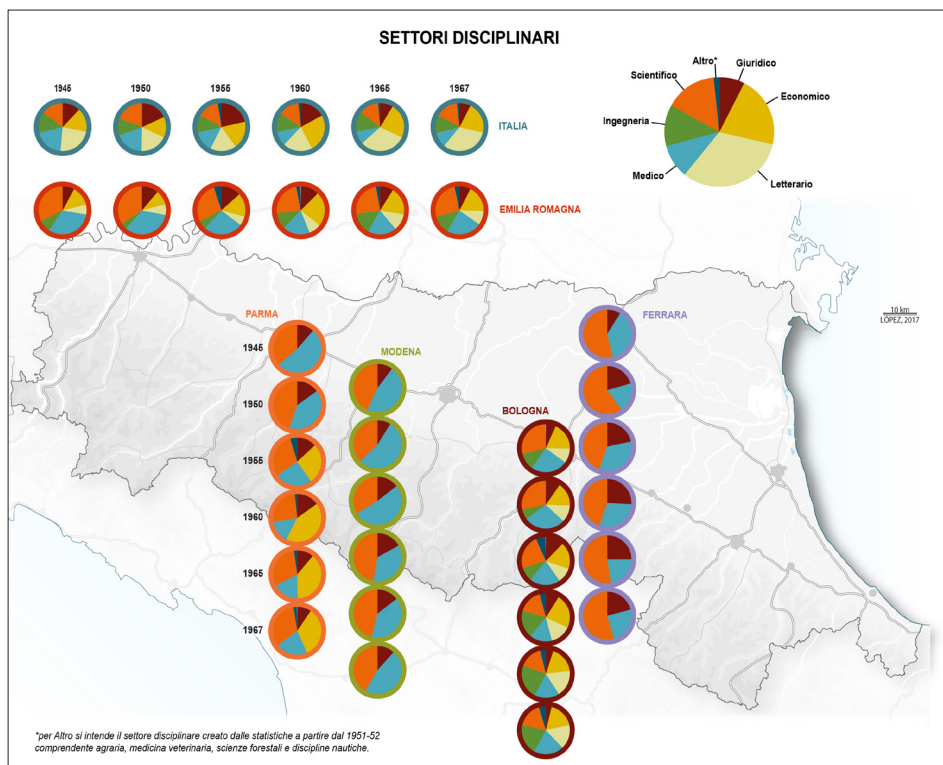 SETTORI DISCIPLINARI
1945 1950 1955 1960 1965 1967
ITALIA
EMILIA ROMAGNA
Altro*
Giuridico
Scientifico
Economico
Ingegneria
Medico
Letterario
10 km
LÓPEZ, 2017
PARMA
FERRARA
1945
MODENA
1950
BOLOGNA
1955
1960
1965
1967
*per Altro si intende il settore disciplinare creato dalle statistiche a partire dal 1951-52
comprendente agraria, medicina veterinaria, scienze forestali e discipline nautiche.